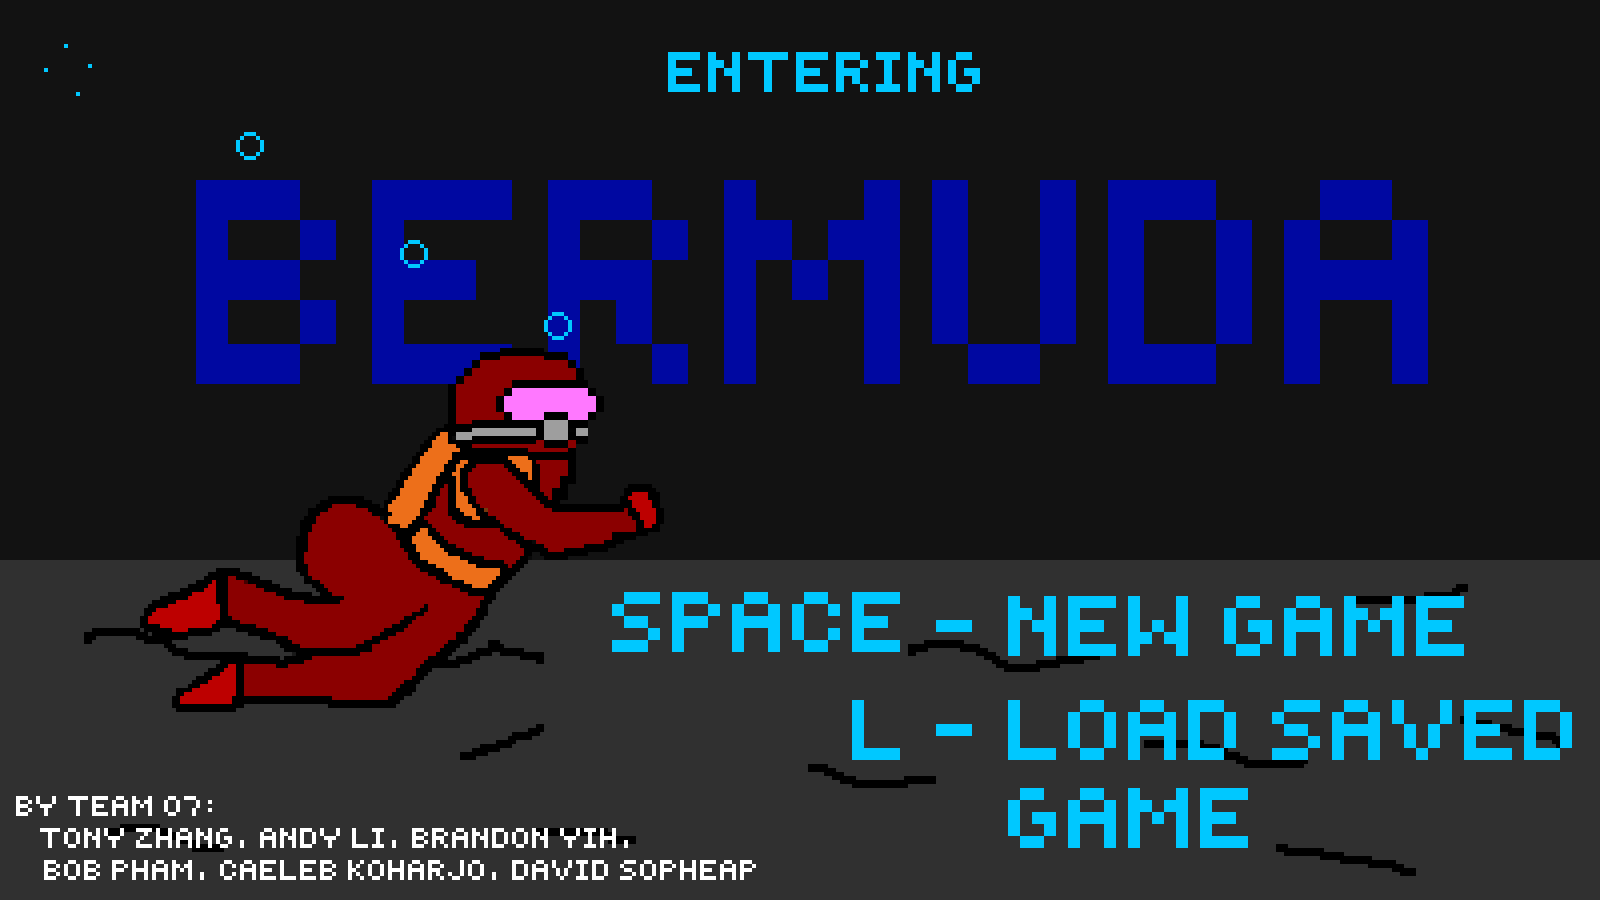 ENTERING
BERMUDA
SPACE - NEW GAME
L - LOAD SAVED
GAME
BY TEAM 07:
TONY ZHANG, ANDY LI, BRANDON YIH,
BOB PHAM, CAELEB KOHARJO, DAVID SOPHEAP